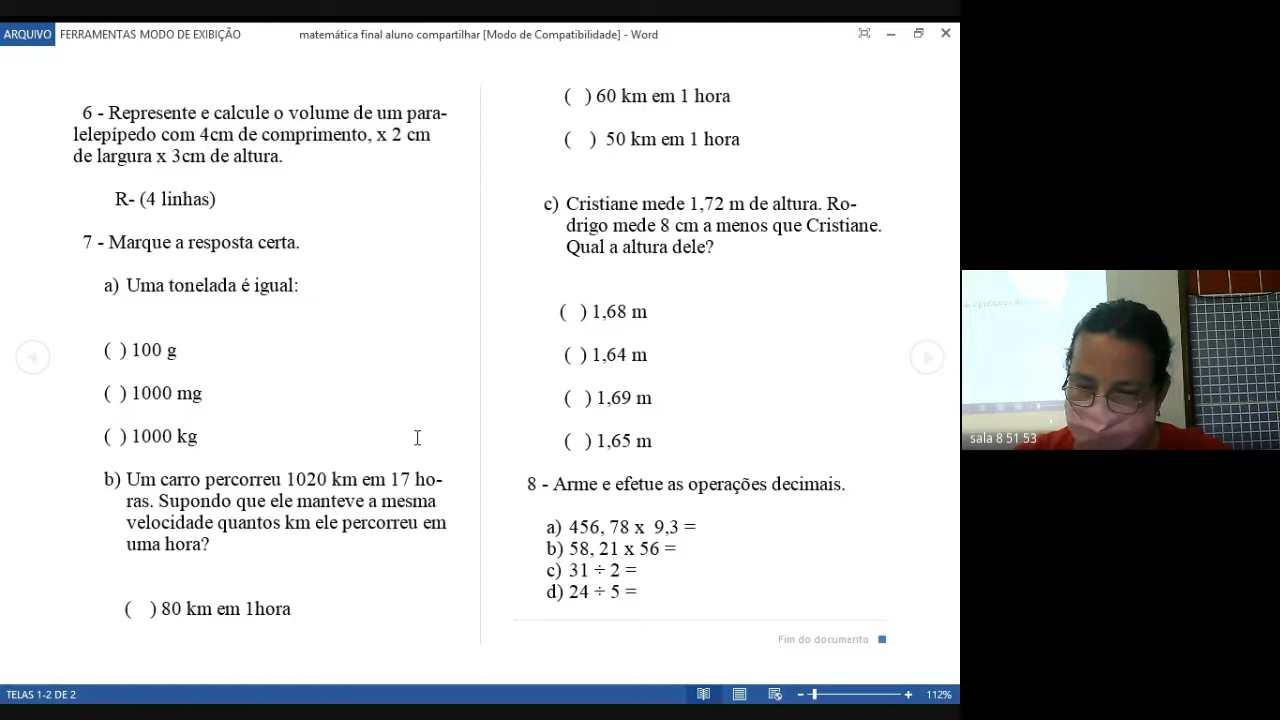 ARQUIVO FERRAMENTAS MODO DE EXIBIÇÃO
matemática final aluno compartilhar [Modo de Compatibilidade] - Word
6 - Represente e calcule o volume de um para-
lelepípedo com 4cm de comprimento, x 2 cm
de largura x 3cm de altura.
R- (4 linhas)
7 - Marque a resposta certa.
a) Uma tonelada é igual:
( ) 100 g
( ) 1000 mg
( ) 1000 kg
b) Um carro percorreu 1020 km em 17 ho-
ras. Supondo que ele manteve a mesma
velocidade quantos km ele percorreu em
uma hora?
( ) 80 km em 1hora
( ) 60 km em 1 hora
( ) 50 km em 1 hora
c) Cristiane mede 1,72 m de altura. Ro-
drigo mede 8 cm a menos que Cristiane.
Qual a altura dele?
( ) 1,68 m
( ) 1,64 m
( ) 1,69 m
( ) 1,65 m
8 - Arme e efetue as operações decimais.
a) 456, 78 x 9,3 =
b) 58, 21 x 56 =
c) 31 ÷ 2 =
d) 24 ÷ 5 =
Fim do documento
sala 8 51 53
TELAS 1-2 DE 2
112%